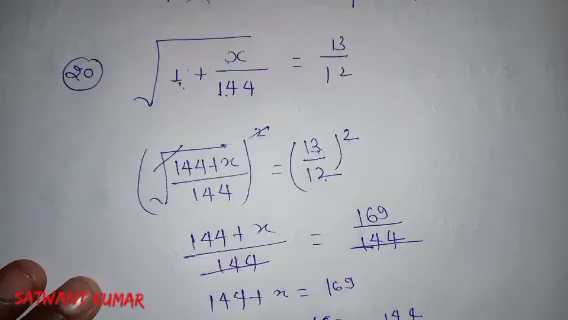 20 √(1 + x/144) = 13/12
(√((144+x)/144))² = (13/12)²
(144+x)/144 = 169/144
144+x = 169
144
SATWANT KUMAR